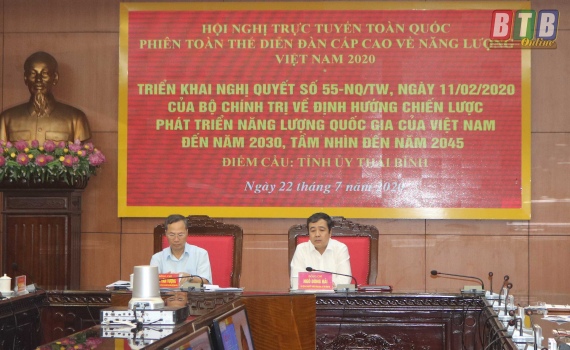 BTB
Online
HỘI NGHỊ TRỰC TUYẾN TOÀN QUỐC
PHIÊN TOÀN THỂ DIỄN ĐÀN CẤP CAO VỀ NĂNG LƯỢNG
VIỆT NAM 2020
TRIỂN KHAI NGHỊ QUYẾT SỐ 55-NQ/TW, NGÀY 11/02/2020
CỦA BỘ CHÍNH TRỊ VỀ ĐỊNH HƯỚNG CHIẾN LƯỢC
PHÁT TRIỂN NĂNG LƯỢNG QUỐC GIA CỦA VIỆT NAM
ĐẾN NĂM 2030, TẦM NHÌN ĐẾN NĂM 2045
ĐIỂM CẦU: TỈNH ỦY THÁI BÌNH
Ngày 22 tháng 7 năm 2020